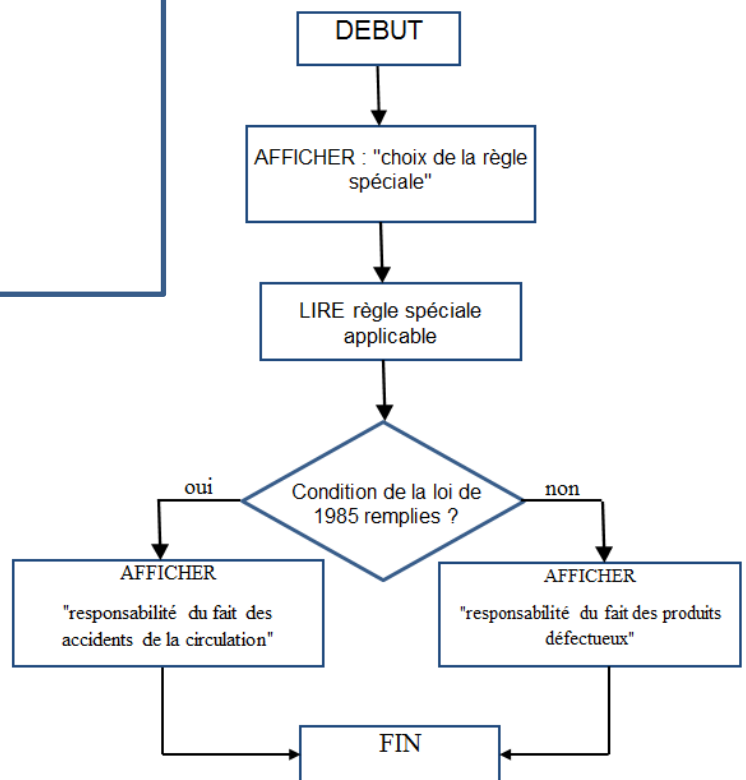 DEBUT
AFFICHER : "choix de la règle
spéciale"
LIRE règle spéciale
applicable
Condition de la loi de
1985 remplies ?
oui
non
AFFICHER
"responsabilité du fait des
accidents de la circulation"
AFFICHER
"responsabilité du fait des produits
défectueux"
FIN